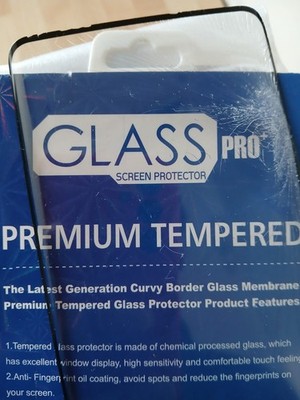 GLASS PRO+
SCREEN PROTECTOR
PREMIUM TEMPERED
The Latest Generation Curvy Border Glass Membrane
Premium Tempered Glass Protector Product Features
1.Tempered glass protector is made of chemical processed glass, which
has excellent window display, high sensitivity and comfortable touch feeling
2.Anti- Fingerprint oil coating, avoid spots and reduce the fingerprints on
your screen.